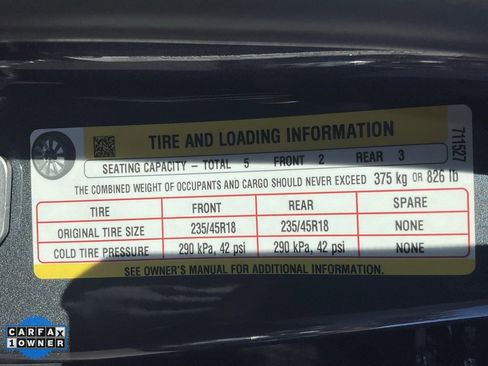 TIRE AND LOADING INFORMATION
71527
SEATING CAPACITY - TOTAL 5 FRONT 2 REAR 3
THE COMBINED WEIGHT OF OCCUPANTS AND CARGO SHOULD NEVER EXCEED 375 kg OR 826 lb
TIRE FRONT REAR SPARE
ORIGINAL TIRE SIZE 235/45R18 235/45R18 NONE
COLD TIRE PRESSURE 290 kPa, 42 psi 290 kPa, 42 psi NONE
SEE OWNER'S MANUAL FOR ADDITIONAL INFORMATION.
CARFAX
1 OWNER